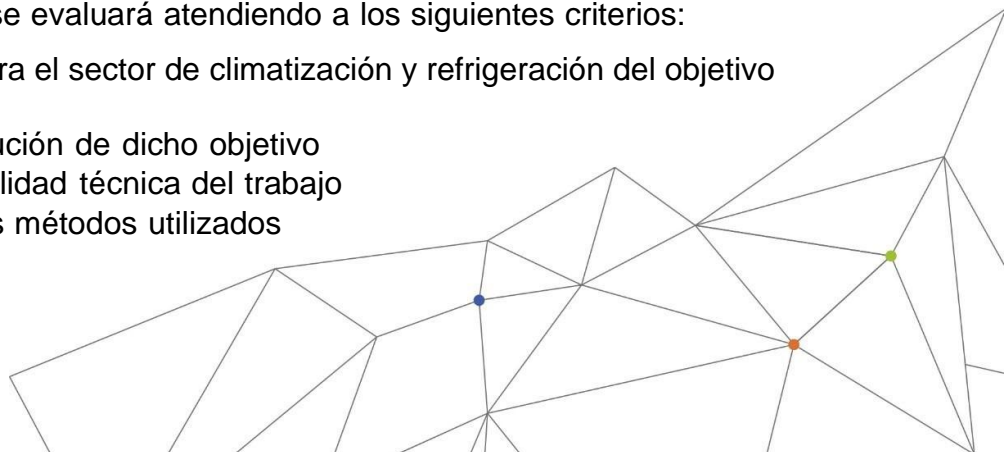 se evaluará atendiendo a los siguientes criterios:
ra el sector de climatización y refrigeración del objetivo
ución de dicho objetivo
lidad técnica del trabajo
s métodos utilizados